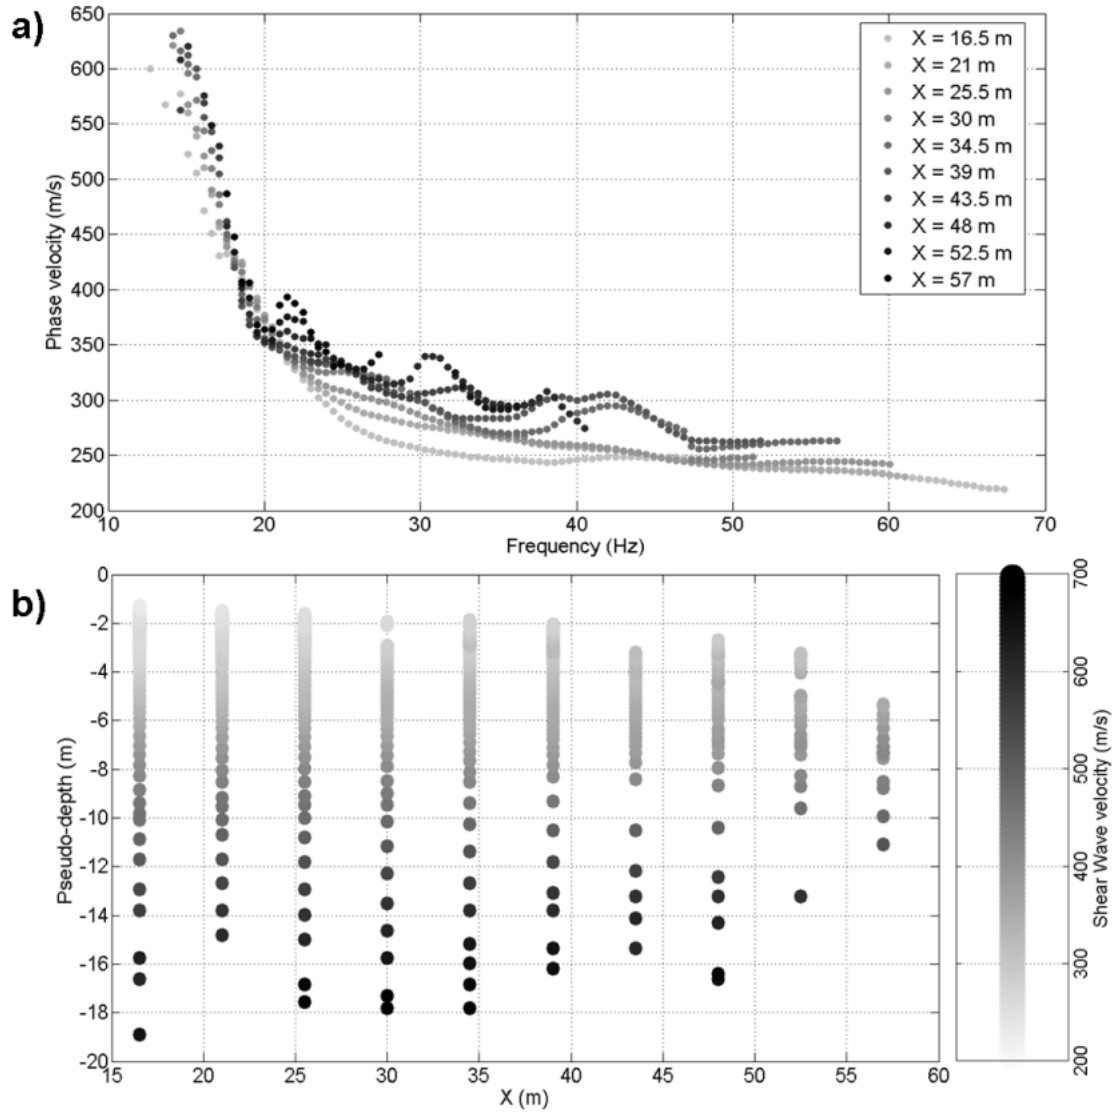 a)
650
600
550
500
450
400
350
300
250
200
Phase velocity (m/s)
10
20
30
40
50
60
70
Frequency (Hz)
X = 16.5 m
X = 21 m
X = 25.5 m
X = 30 m
X = 34.5 m
X = 39 m
X = 43.5 m
X = 48 m
X = 52.5 m
X = 57 m
b)
0
-2
-4
-6
-8
-10
-12
-14
-16
-18
-20
Pseudo-depth (m)
15
20
25
30
35
40
45
50
55
60
X (m)
700
600
500
400
300
200
Shear Wave velocity (m/s)